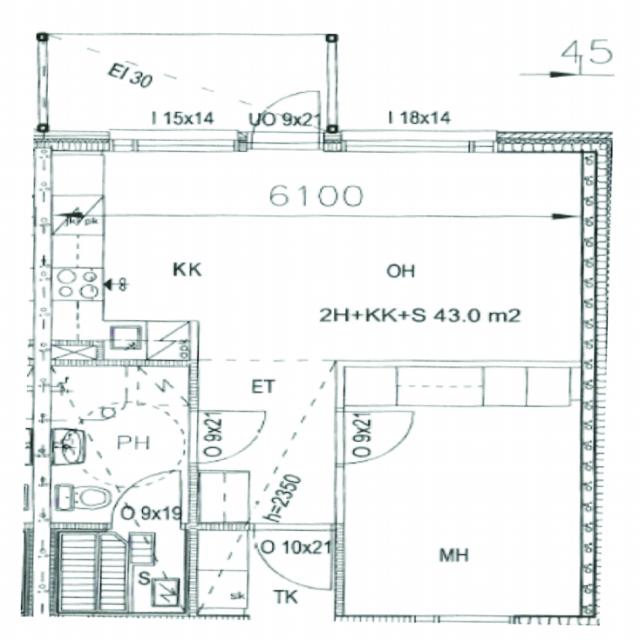 45
EI 30
I 15x14
UO 9x21
I 18x14
6100
KK
OH
2H+KK+S 43.0 m2
ET
O 9x21
O 9x21
PH
h=2350
O 9x19
O 10x21
S
MH
sk
TK